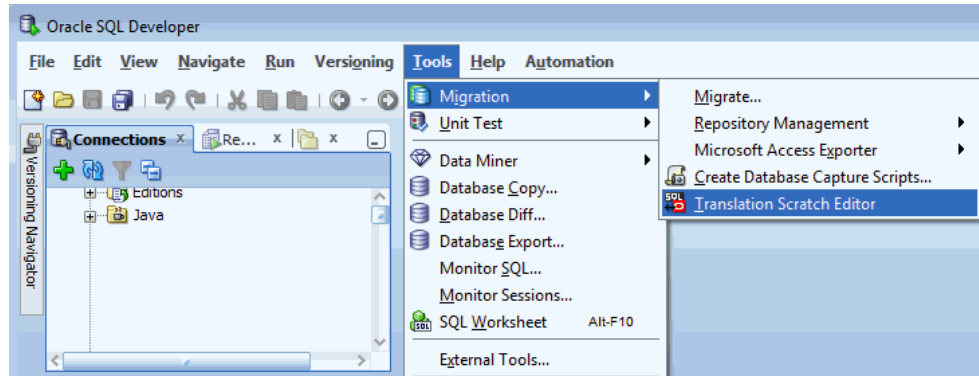 Oracle SQL Developer
File Edit View Navigate Run Versioning Tools Help Automation
Connections x Re... x x
Versioning Navigator
Editions
Java
Migration
Unit Test
Data Miner
Database Copy...
Database Diff...
Database Export...
Monitor SQL...
Monitor Sessions...
SQL Worksheet Alt-F10
External Tools...
Migrate...
Repository Management
Microsoft Access Exporter
Create Database Capture Scripts...
SQL Translation Scratch Editor